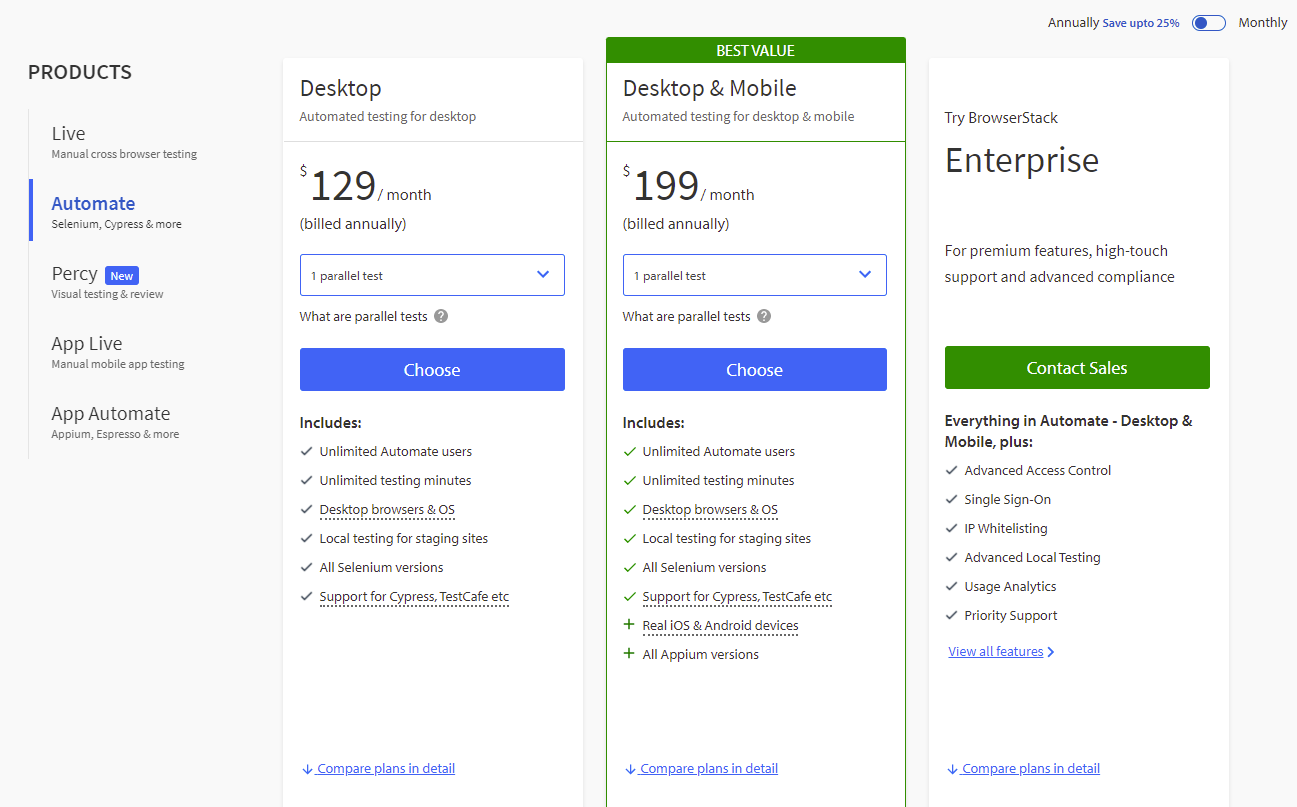 Annually Save upto 25% Monthly
PRODUCTS
Live
Manual cross browser testing
Automate
Selenium, Cypress & more
Percy New
Visual testing & review
App Live
Manual mobile app testing
App Automate
Appium, Espresso & more
Desktop
Automated testing for desktop
$129/ month
(billed annually)
1 parallel test
What are parallel tests ?
Choose
Includes:
Unlimited Automate users
Unlimited testing minutes
Desktop browsers & OS
Local testing for staging sites
All Selenium versions
Support for Cypress, TestCafe etc
Compare plans in detail
BEST VALUE
Desktop & Mobile
Automated testing for desktop & mobile
$199/ month
(billed annually)
1 parallel test
What are parallel tests ?
Choose
Includes:
Unlimited Automate users
Unlimited testing minutes
Desktop browsers & OS
Local testing for staging sites
All Selenium versions
Support for Cypress, TestCafe etc
Real iOS & Android devices
All Appium versions
Compare plans in detail
Try BrowserStack
Enterprise
For premium features, high-touch
support and advanced compliance
Contact Sales
Everything in Automate - Desktop &
Mobile, plus:
Advanced Access Control
Single Sign-On
IP Whitelisting
Advanced Local Testing
Usage Analytics
Priority Support
View all features
Compare plans in detail